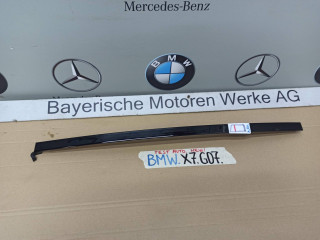 Mercedes-Benz
BMW
Bayerische Motoren Werke AG
BMW. X7.G07.